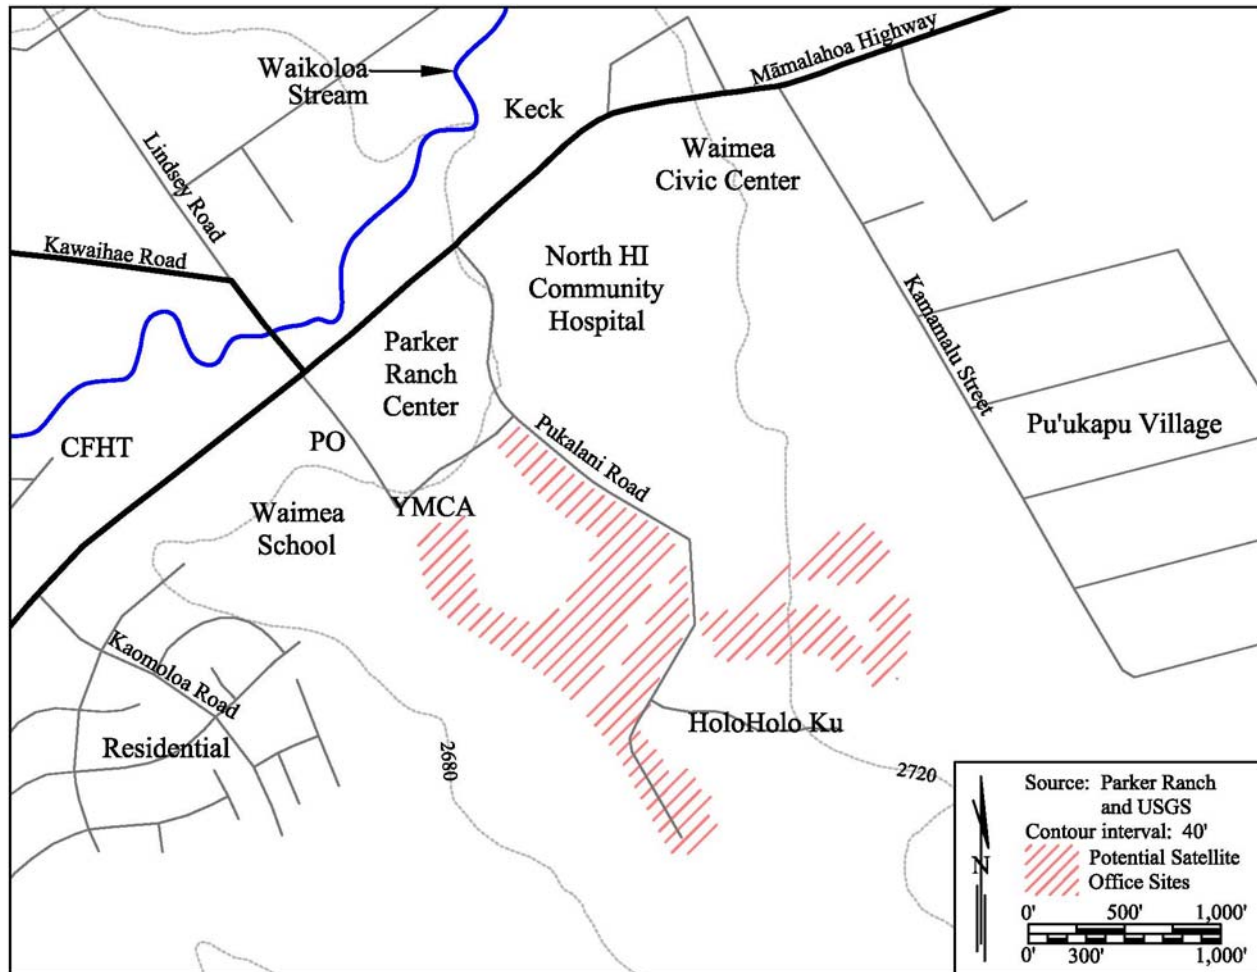 Waikoloa
Stream
Keck
Māmalahoa Highway
Waimea
Civic Center
Lindsey Road
Kawaihae Road
North HI
Community
Hospital
Kamamalu Street
Parker
Ranch
Center
Pu'ukapu Village
CFHT
PO
Pukalani Road
YMCA
Waimea
School
Kaomoloa Road
Residential
HoloHolo Ku
2680
2720
Source: Parker Ranch
and USGS
Contour interval: 40'
Potential Satellite
Office Sites
N
0' 500' 1,000'
0' 300' 1,000'